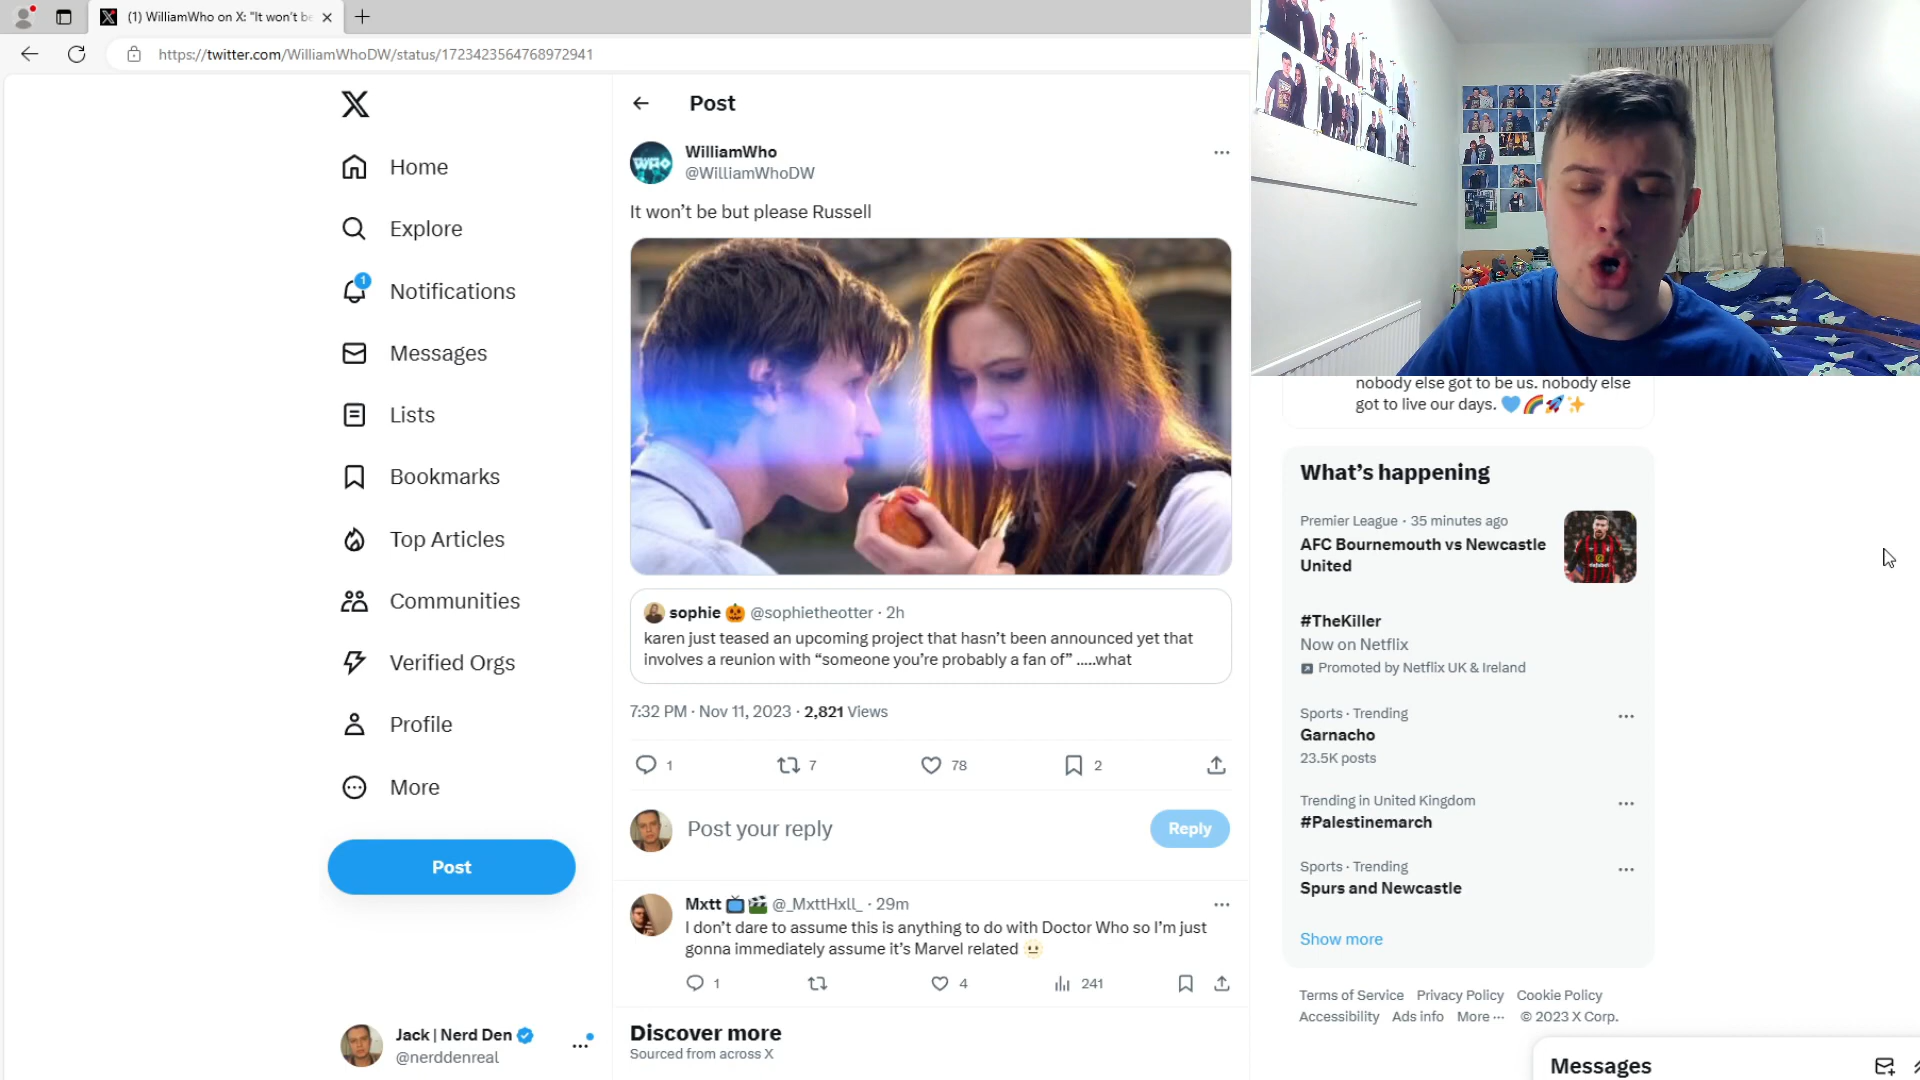 (1) WilliamWho on X: "It won't be
https://twitter.com/WilliamWhoDW/status/1723423564768972941
Home
Explore
1
Notifications
Messages
Lists
Bookmarks
Top Articles
Communities
Verified Orgs
Profile
More
Post
Jack | Nerd Den
@nerddenreal
Post
WilliamWho
@WilliamWhoDW
It won't be but please Russell
sophie 🎃 @sophietheotter · 2h
karen just teased an upcoming project that hasn't been announced yet that
involves a reunion with “someone you're probably a fan of” .....what
7:32 PM · Nov 11, 2023 · 2,821 Views
1 7 78 2
Post your reply
Reply
Mxtt 📺🎬 @_MxttHxll_ · 29m
I don't dare to assume this is anything to do with Doctor Who so I'm just
gonna immediately assume it's Marvel related 😐
1 4 241
Discover more
Sourced from across X
nobody else got to be us. nobody else
got to live our days. 💙🌈🚀✨
What's happening
Premier League · 35 minutes ago
AFC Bournemouth vs Newcastle
United
#TheKiller
Now on Netflix
Promoted by Netflix UK & Ireland
Sports · Trending
Garnacho
23.5K posts
Trending in United Kingdom
#Palestinemarch
Sports · Trending
Spurs and Newcastle
Show more
Terms of Service Privacy Policy Cookie Policy
Accessibility Ads info More ··· © 2023 X Corp.
Messages